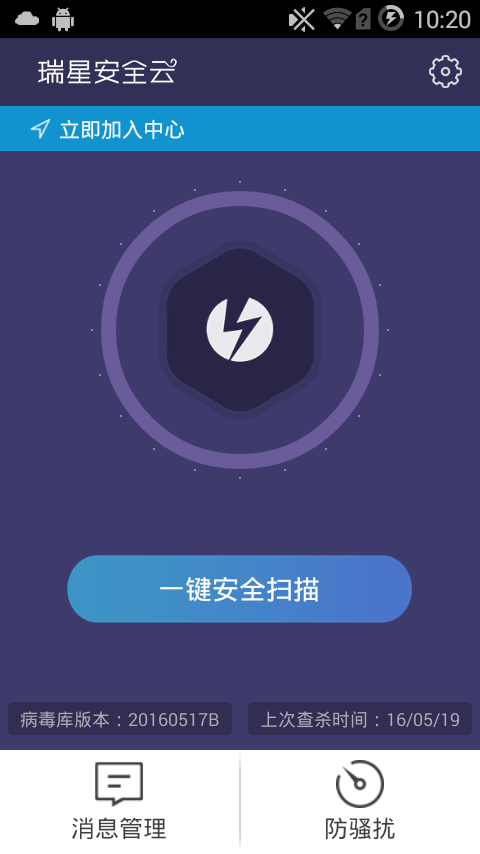 10:20
瑞星安全云
立即加入中心
一键安全扫描
病毒库版本：20160517B
上次查杀时间：16/05/19
消息管理
防骚扰